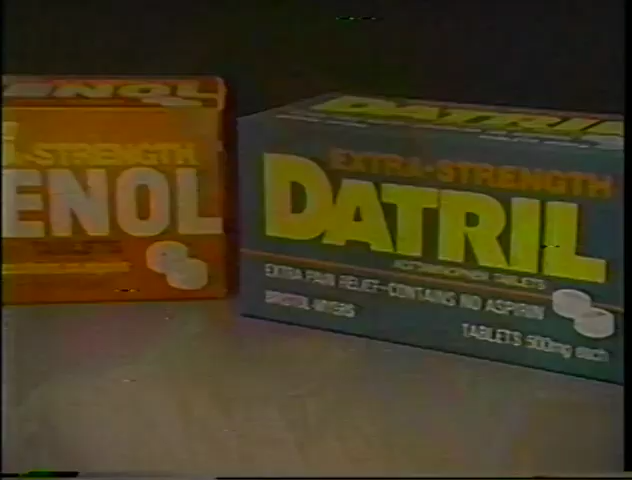 ENOL
-STRENGTH
ENOL
DATRIL
EXTRA-STRENGTH
DATRIL
ACETAMINOPHEN TABLETS
EXTRA PAIN RELIEF-CONTAINS NO ASPIRIN
BRISTOL-MYERS
TABLETS 500mg each